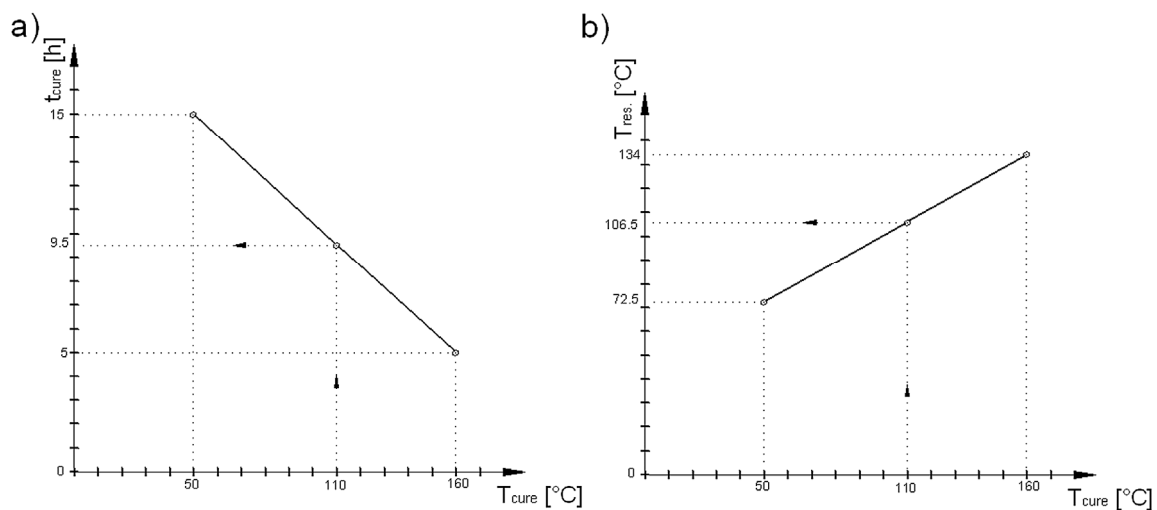 a)
t_cure [h]
15
9.5
5
0
50 110 160
T_cure [°C]
b)
T_res. [°C]
134
106.5
72.5
0
50 110 160
T_cure [°C]